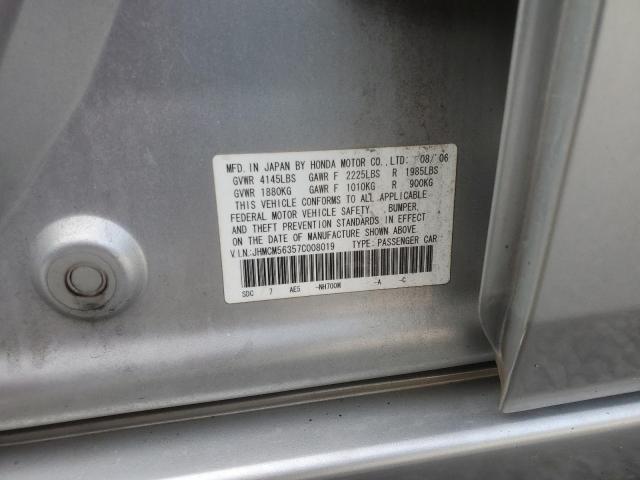 MFD. IN JAPAN BY HONDA MOTOR CO.,LTD. 08/'06
GVWR 4145LBS GAWR F 2225LBS R 1985LBS
GVWR 1880KG GAWR F 1010KG R 900KG
THIS VEHICLE CONFORMS TO ALL APPLICABLE
FEDERAL MOTOR VEHICLE SAFETY, BUMPER,
AND THEFT PREVENTION STANDARDS IN EFFECT
ON THE DATE OF MANUFACTURE SHOWN ABOVE.
V.I.N.:JHMCM56357C008019 TYPE: PASSENGER CAR
SDC 7 AE5 -NH700M -A -C